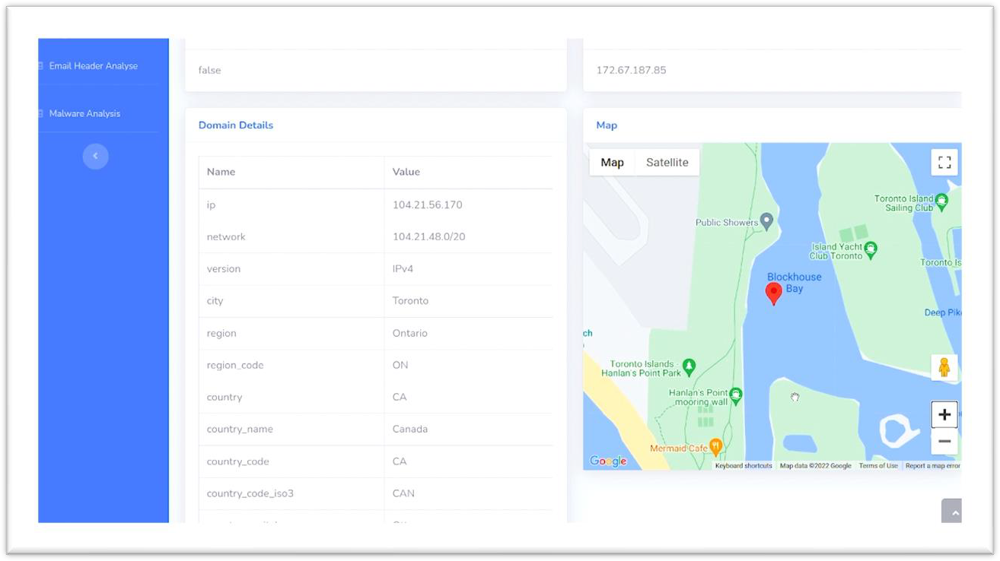 Email Header Analyse
Malware Analysis
false
172.67.187.85
Domain Details
Name Value
ip 104.21.56.170
network 104.21.48.0/20
version IPv4
city Toronto
region Ontario
region_code ON
country CA
country_name Canada
country_code CA
country_code_iso3 CAN
Map
Map Satellite
Toronto Island
Sailing Club
Public Showers
Island Yacht
Club Toronto
Toronto Is
Blockhouse
Bay
Deep Pike
ch
Toronto Islands -
Hanlan's Point Park
Hanlan's Point
mooring wall
Mermaid Cafe
Google
Keyboard shortcuts Map data ©2022 Google Terms of Use Report a map error